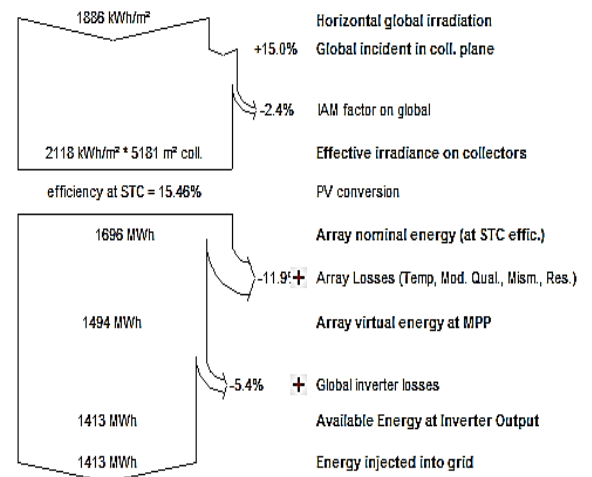 1886 kWh/m² Horizontal global irradiation
+15.0% Global incident in coll. plane
-2.4% IAM factor on global
2118 kWh/m² * 5181 m² coll. Effective irradiance on collectors
efficiency at STC = 15.46% PV conversion
1696 MWh Array nominal energy (at STC effic.)
-11.9% + Array Losses (Temp, Mod. Qual., Mism., Res.)
1494 MWh Array virtual energy at MPP
-5.4% + Global inverter losses
1413 MWh Available Energy at Inverter Output
1413 MWh Energy injected into grid